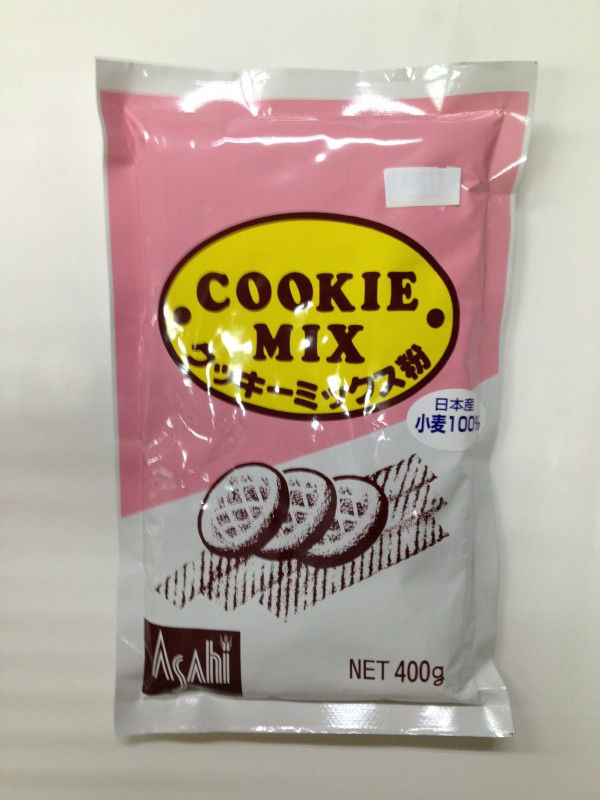 COOKIE
MIX
クッキーミックス粉
日本産
小麦100%
Asahi
NET 400g